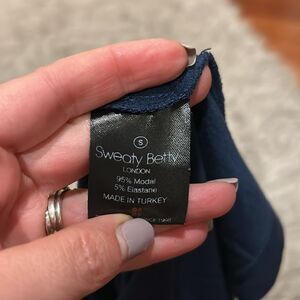 S
Sweaty Betty
LONDON
95% Modal
5% Elastane
MADE IN TURKEY